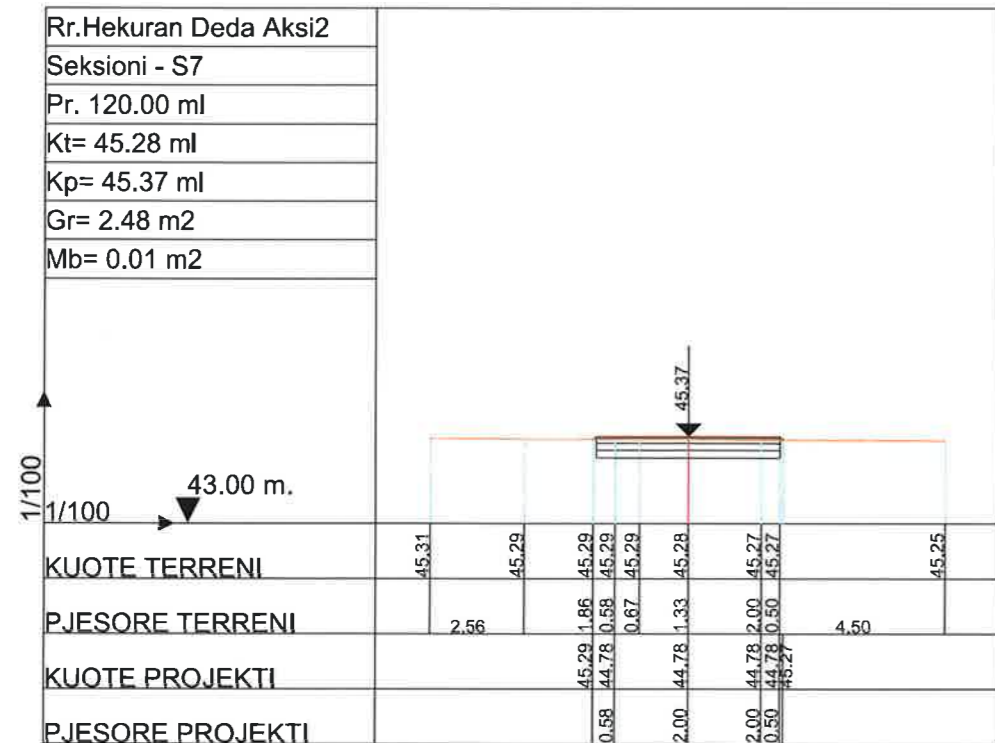 Rr.Hekuran Deda Aksi2
Seksioni - S7
Pr. 120.00 ml
Kt= 45.28 ml
Kp= 45.37 ml
Gr= 2.48 m2
Mb= 0.01 m2
45.37
1/100
43.00 m.
1/100
KUOTE TERRENI 45.31 45.29 45.29 45.29 45.29 45.28 45.27 45.27 45.25
PJESORE TERRENI 2.56 1.86 0.58 0.67 1.33 2.00 0.50 4.50
KUOTE PROJEKTI 45.29 44.78 44.78 44.78 44.78 45.27
PJESORE PROJEKTI 0.58 2.00 2.00 0.50